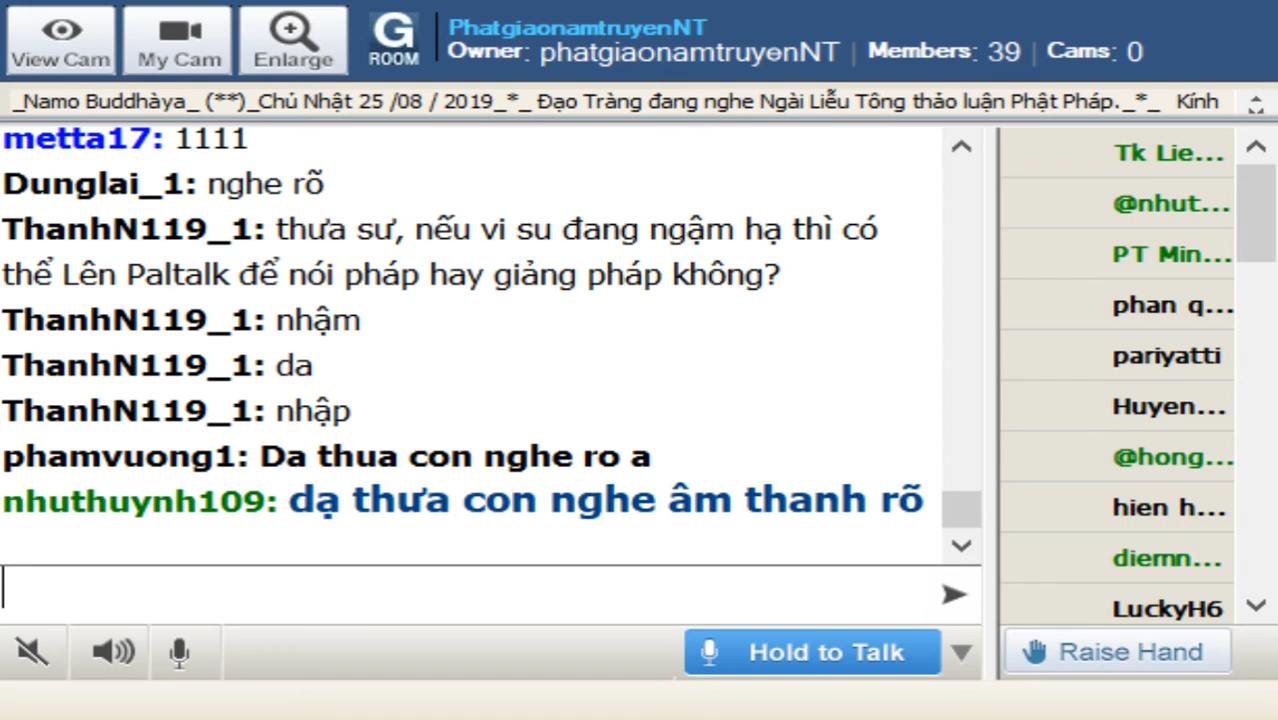 PhatgiaonamtruyenNT
View Cam
My Cam
Enlarge
G
ROOM
Owner: phatgiaonamtruyenNT | Members: 39 | Cams: 0
_Namo Buddhàya_ (**)_Chủ Nhật 25 /08 / 2019_*_ Đạo Tràng đang nghe Ngài Liễu Tông thảo luận Phật Pháp._*_ Kính
metta17: 1111
Dunglai_1: nghe rõ
ThanhN119_1: thưa sư, nếu vi su đang ngậm hạ thì có
thể Lên Paltalk để nói pháp hay giảng pháp không?
ThanhN119_1: nhậm
ThanhN119_1: da
ThanhN119_1: nhập
phamvuong1: Da thua con nghe ro a
nhuthuynh109: dạ thưa con nghe âm thanh rõ
Tk Lie...
@nhut...
PT Min...
phan q...
pariyatti
Huyen...
@hong...
hien h...
diemn...
LuckyH6
Hold to Talk
Raise Hand